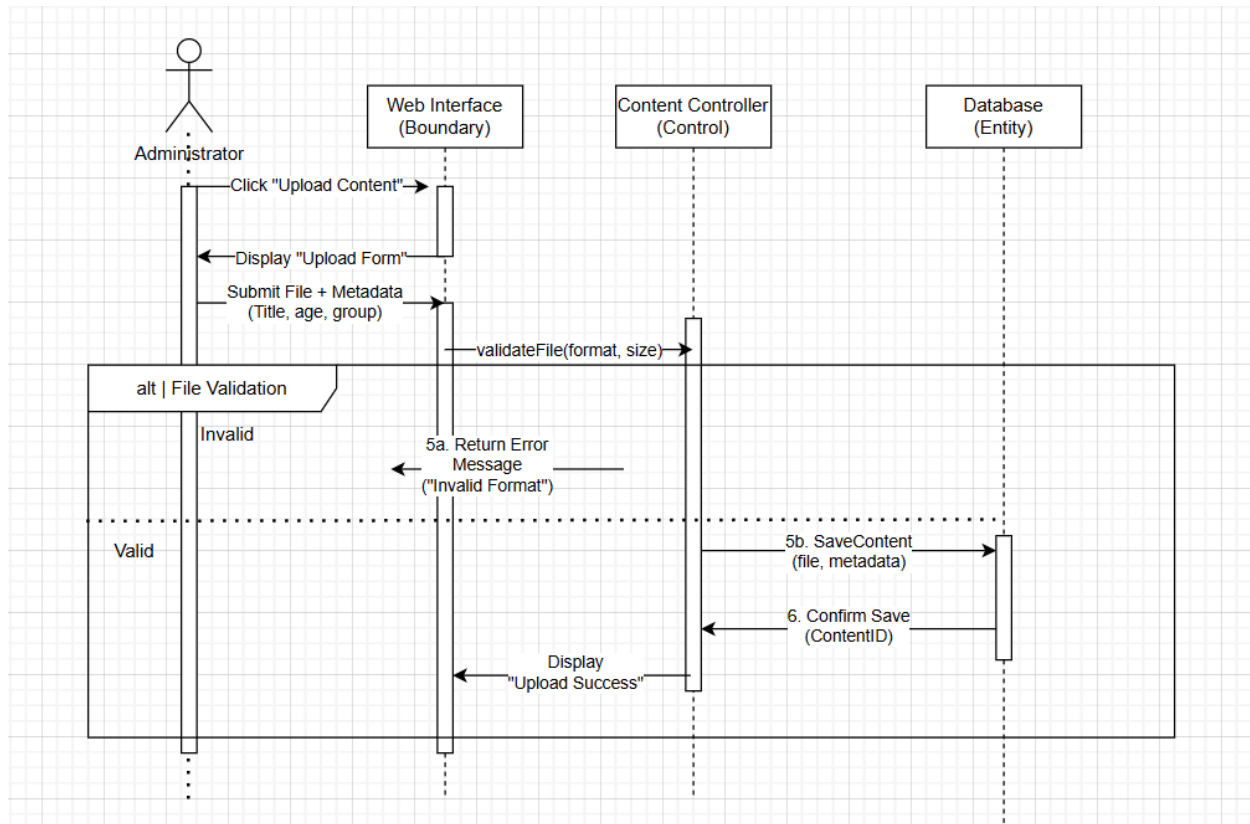 Administrator
Web Interface
(Boundary)
Content Controller
(Control)
Database
(Entity)
Click "Upload Content"
Display "Upload Form"
Submit File + Metadata
(Title, age, group)
validateFile(format, size)
alt | File Validation
Invalid
5a. Return Error
Message
("Invalid Format")
Valid
5b. SaveContent
(file, metadata)
6. Confirm Save
(ContentID)
Display
"Upload Success"